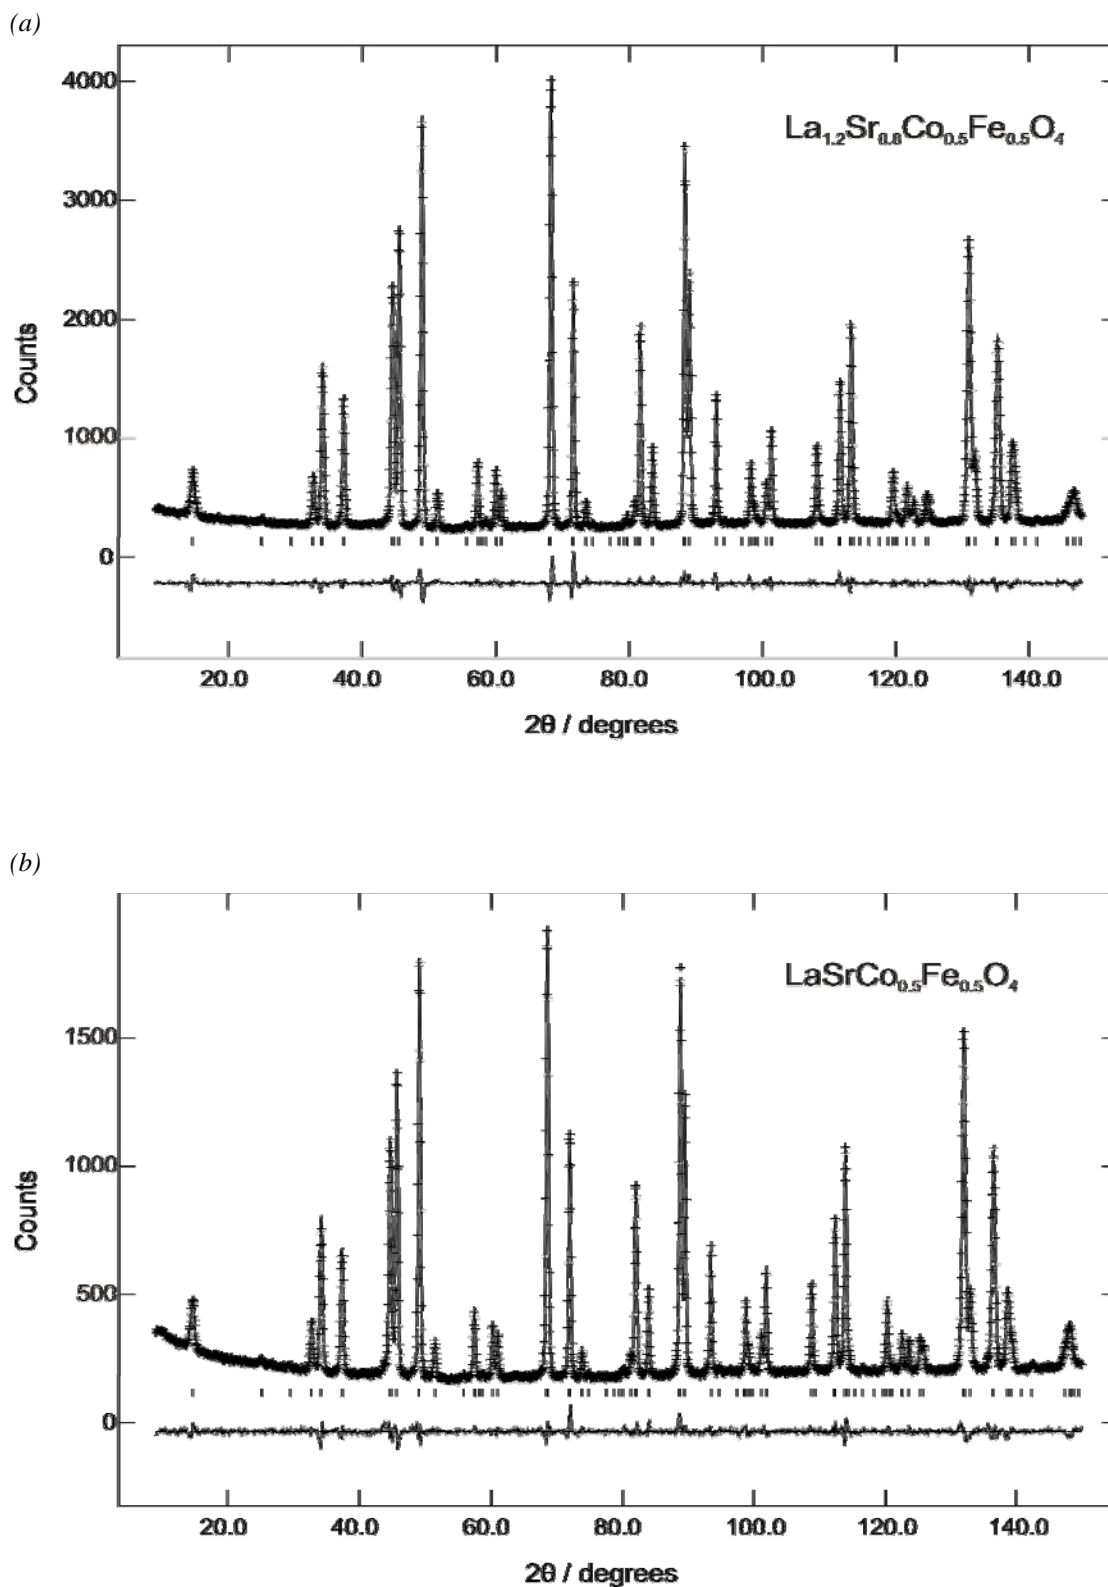 (a)
La₁.₂Sr₀.₈Co₀.₅Fe₀.₅O₄
4000
3000
2000
1000
0
Counts
20.0 40.0 60.0 80.0 100.0 120.0 140.0
2θ / degrees
(b)
LaSrCo₀.₅Fe₀.₅O₄
1500
1000
500
0
Counts
20.0 40.0 60.0 80.0 100.0 120.0 140.0
2θ / degrees